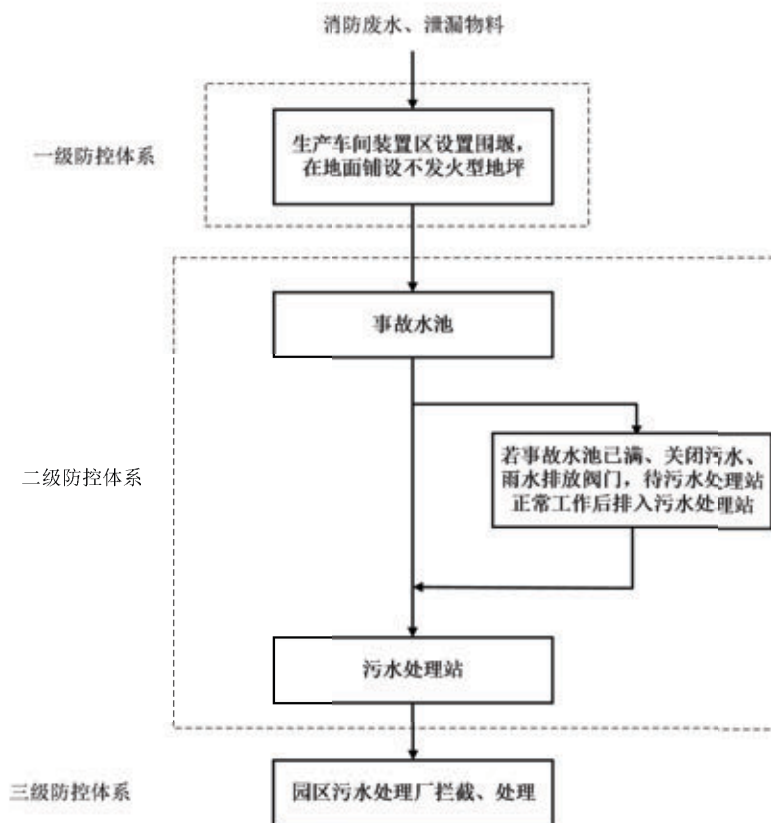 消防废水、泄漏物料
一级防控体系
生产车间装置区设置围堰，
在地面铺设不发火型地坪
事故水池
二级防控体系
若事故水池已满、关闭污水、
雨水排放阀门，待污水处理站
正常工作后排入污水处理站
污水处理站
三级防控体系
园区污水处理厂拦截、处理